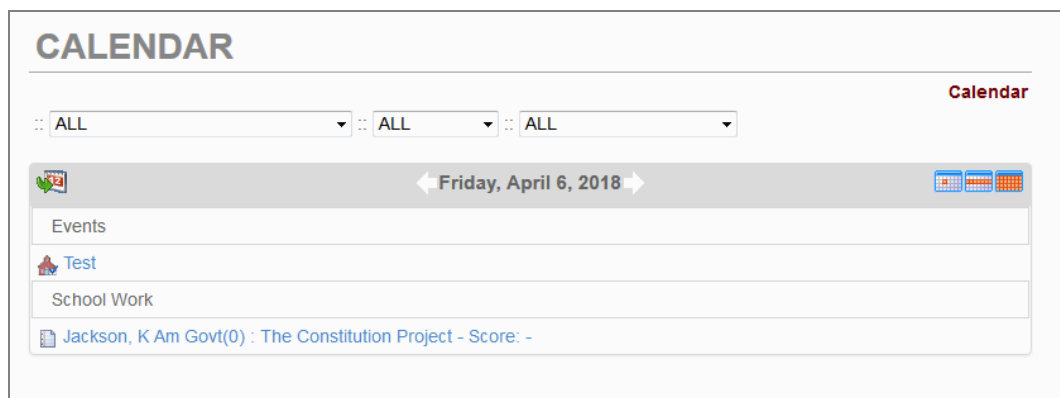 CALENDAR
Calendar
:: ALL :: ALL :: ALL
Friday, April 6, 2018
Events
Test
School Work
Jackson, K Am Govt(0) : The Constitution Project - Score: -